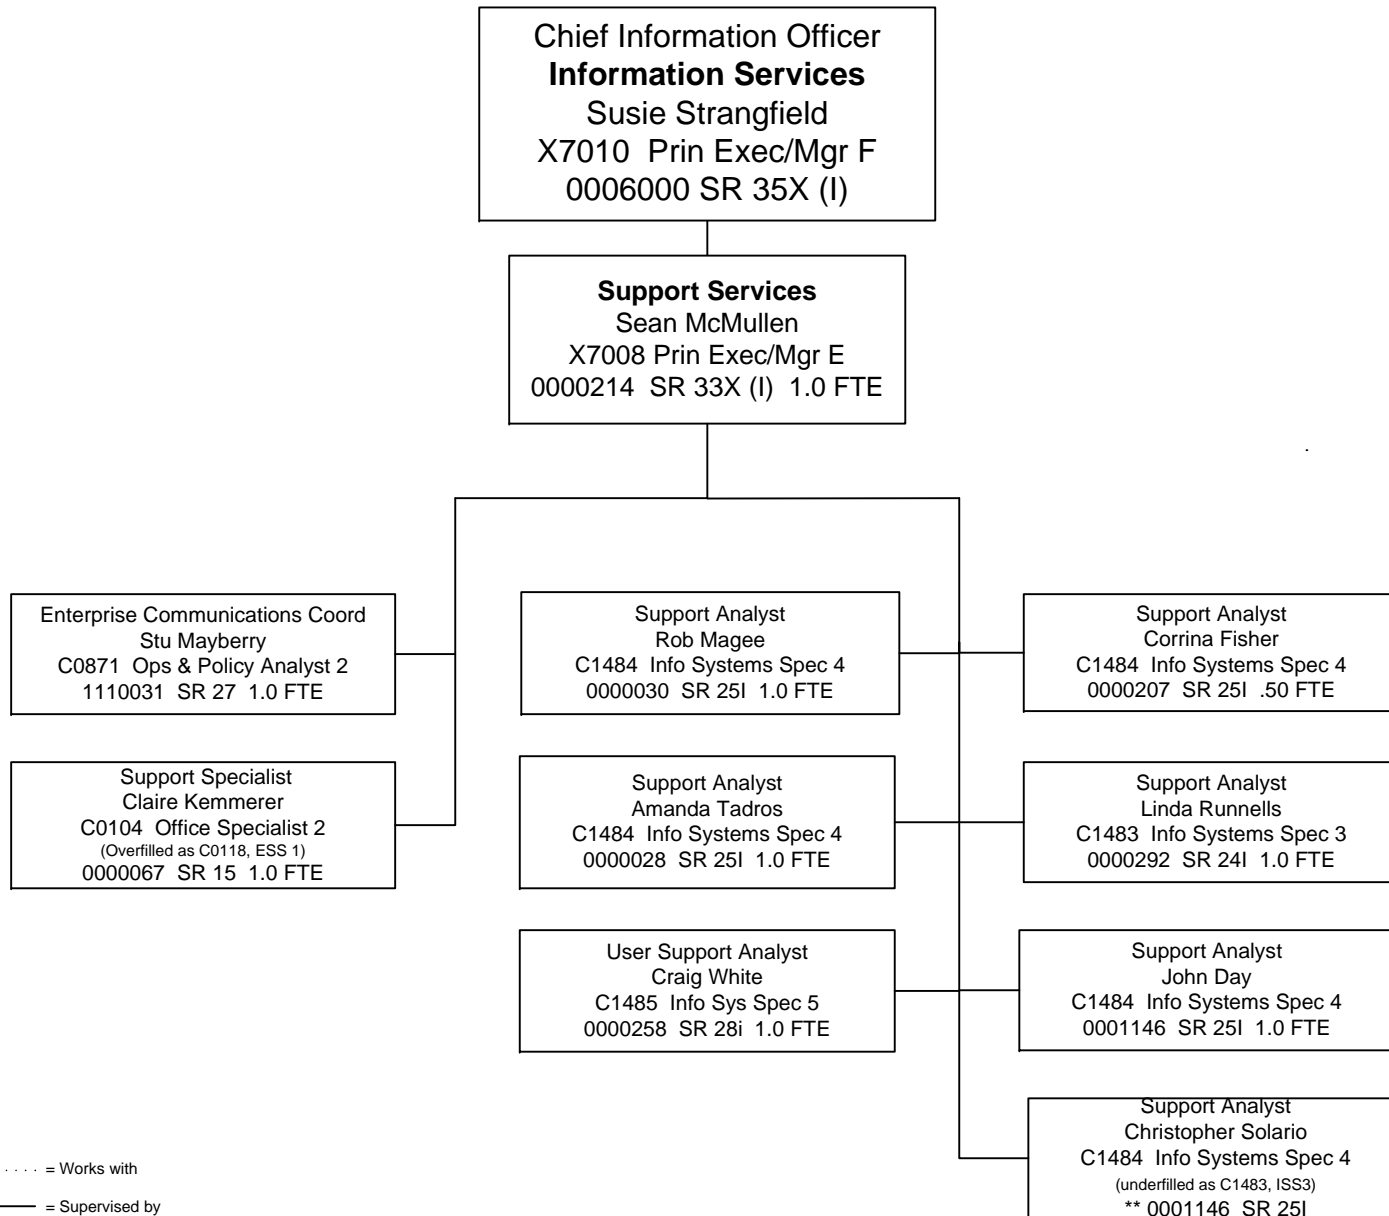 Chief Information Officer
Information Services
Susie Strangfield
X7010 Prin Exec/Mgr F
0006000 SR 35X (I)
Support Services
Sean McMullen
X7008 Prin Exec/Mgr E
0000214 SR 33X (I) 1.0 FTE
Enterprise Communications Coord
Stu Mayberry
C0871 Ops & Policy Analyst 2
1110031 SR 27 1.0 FTE
Support Analyst
Rob Magee
C1484 Info Systems Spec 4
0000030 SR 25I 1.0 FTE
Support Analyst
Corrina Fisher
C1484 Info Systems Spec 4
0000207 SR 25I .50 FTE
Support Specialist
Claire Kemmerer
C0104 Office Specialist 2
(Overfilled as C0118, ESS 1)
0000067 SR 15 1.0 FTE
Support Analyst
Amanda Tadros
C1484 Info Systems Spec 4
0000028 SR 25I 1.0 FTE
Support Analyst
Linda Runnells
C1483 Info Systems Spec 3
0000292 SR 24I 1.0 FTE
User Support Analyst
Craig White
C1485 Info Sys Spec 5
0000258 SR 28i 1.0 FTE
Support Analyst
John Day
C1484 Info Systems Spec 4
0001146 SR 25I 1.0 FTE
Support Analyst
Christopher Solario
C1484 Info Systems Spec 4
(underfilled as C1483, ISS3)
** 0001146 SR 25I
. . . . = Works with
—— = Supervised by